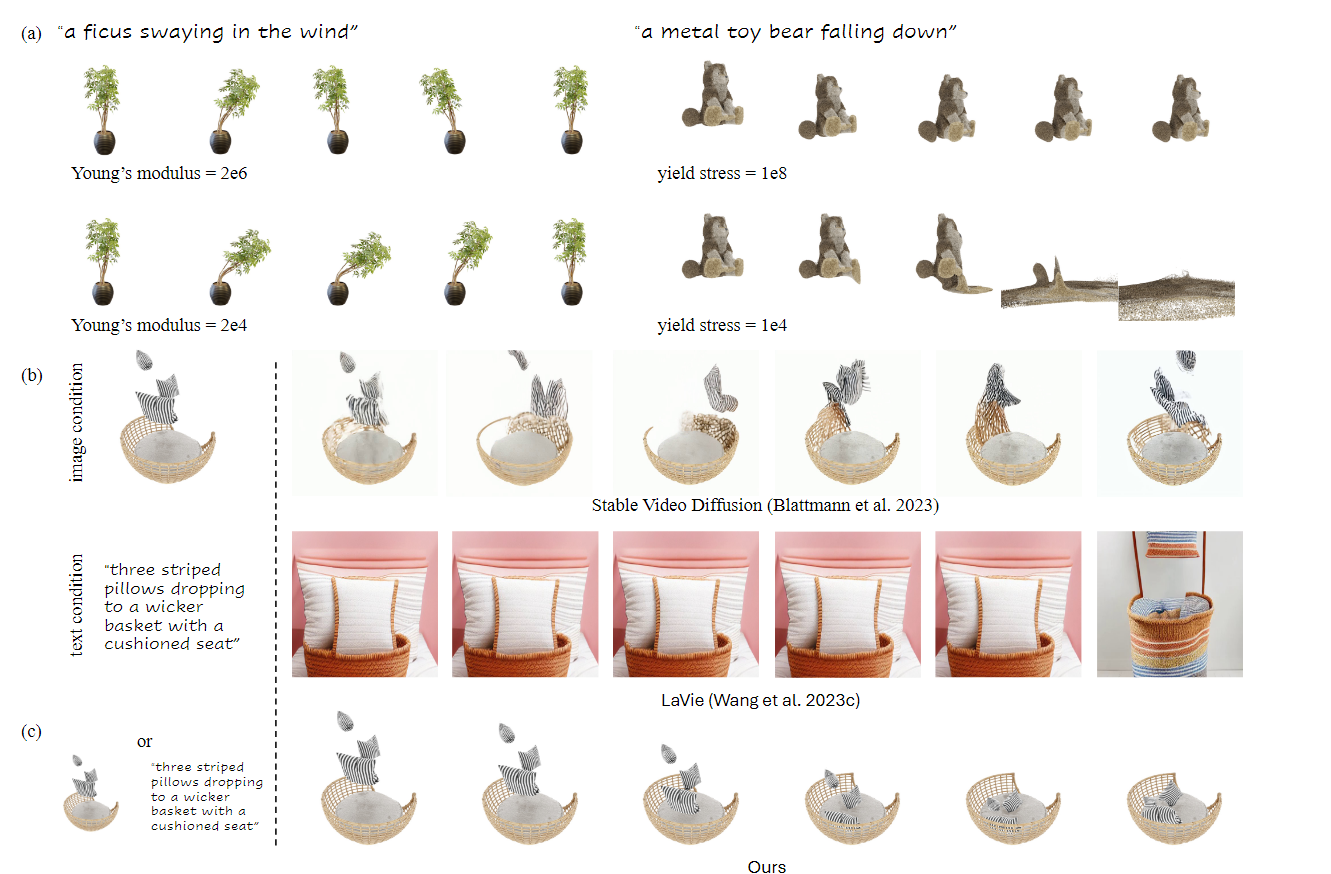 (a) “a ficus swaying in the wind” “a metal toy bear falling down”
Young’s modulus = 2e6 yield stress = 1e8
Young’s modulus = 2e4 yield stress = 1e4
(b)
image condition
Stable Video Diffusion (Blattmann et al. 2023)
text condition
“three striped
pillows dropping
to a wicker
basket with a
cushioned seat”
LaVie (Wang et al. 2023c)
(c)
or
“three striped
pillows dropping
to a wicker
basket with a
cushioned seat”
Ours